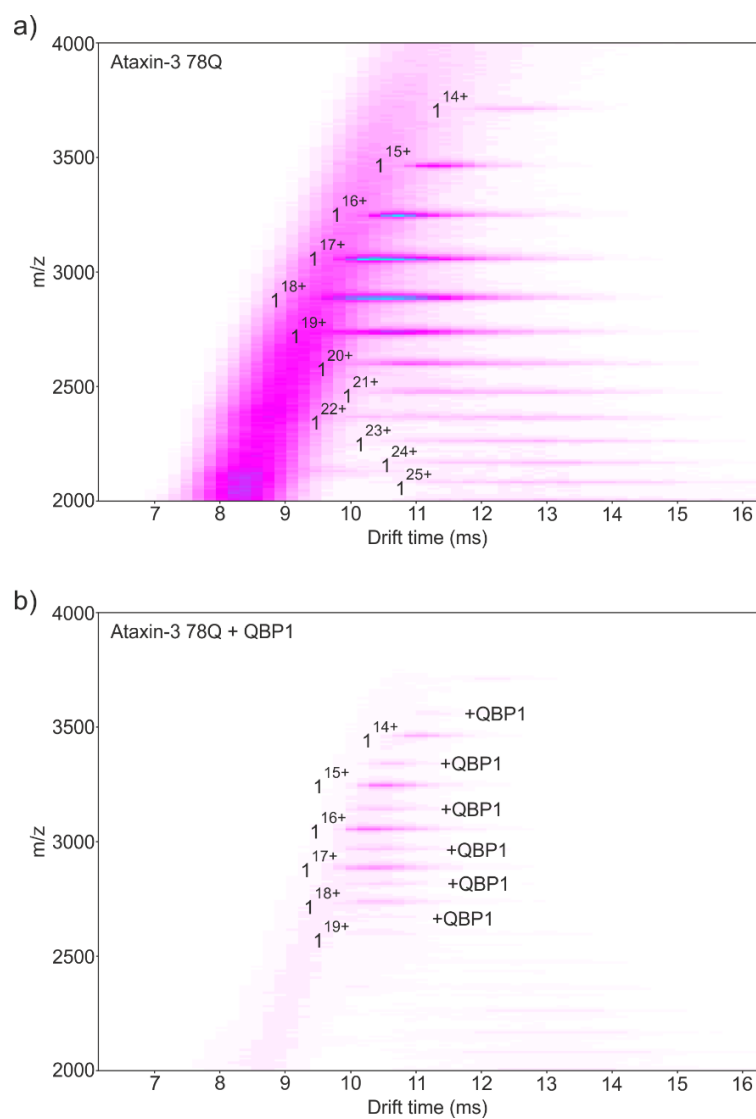 a)
Ataxin-3 78Q
4000
3500
3000
2500
2000
m/z
1 14+
1 15+
1 16+
1 17+
1 18+
1 19+
1 20+
1 21+
1 22+
1 23+
1 24+
1 25+
7 8 9 10 11 12 13 14 15 16
Drift time (ms)
b)
Ataxin-3 78Q + QBP1
4000
3500
3000
2500
2000
m/z
+QBP1
1 14+
+QBP1
1 15+
+QBP1
1 16+
+QBP1
1 17+
+QBP1
1 18+
+QBP1
1 19+
7 8 9 10 11 12 13 14 15 16
Drift time (ms)